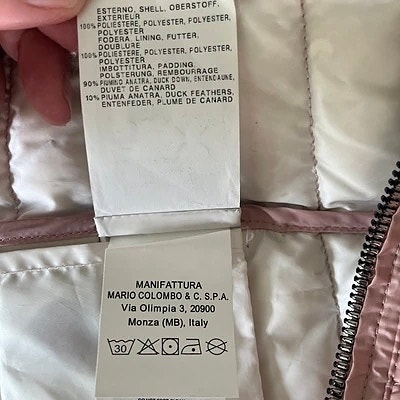 ESTERNO, SHELL, OBERSTOFF,
EXTERIEUR
100% POLIESTERE, POLYESTER, POLYESTER,
POLYESTER
FODERA, LINING, FUTTER,
DOUBLURE
100% POLIESTERE, POLYESTER, POLYESTER,
POLYESTER
IMBOTTITURA, PADDING,
POLSTERUNG, REMBOURRAGE
90% PIUMINO ANATRA, DUCK DOWN, ENTENDAUNE,
DUVET DE CANARD
10% PIUMA ANATRA, DUCK FEATHERS,
ENTENFEDER, PLUME DE CANARD
MANIFATTURA
MARIO COLOMBO & C. S.P.A.
Via Olimpia 3, 20900
Monza (MB), Italy
30